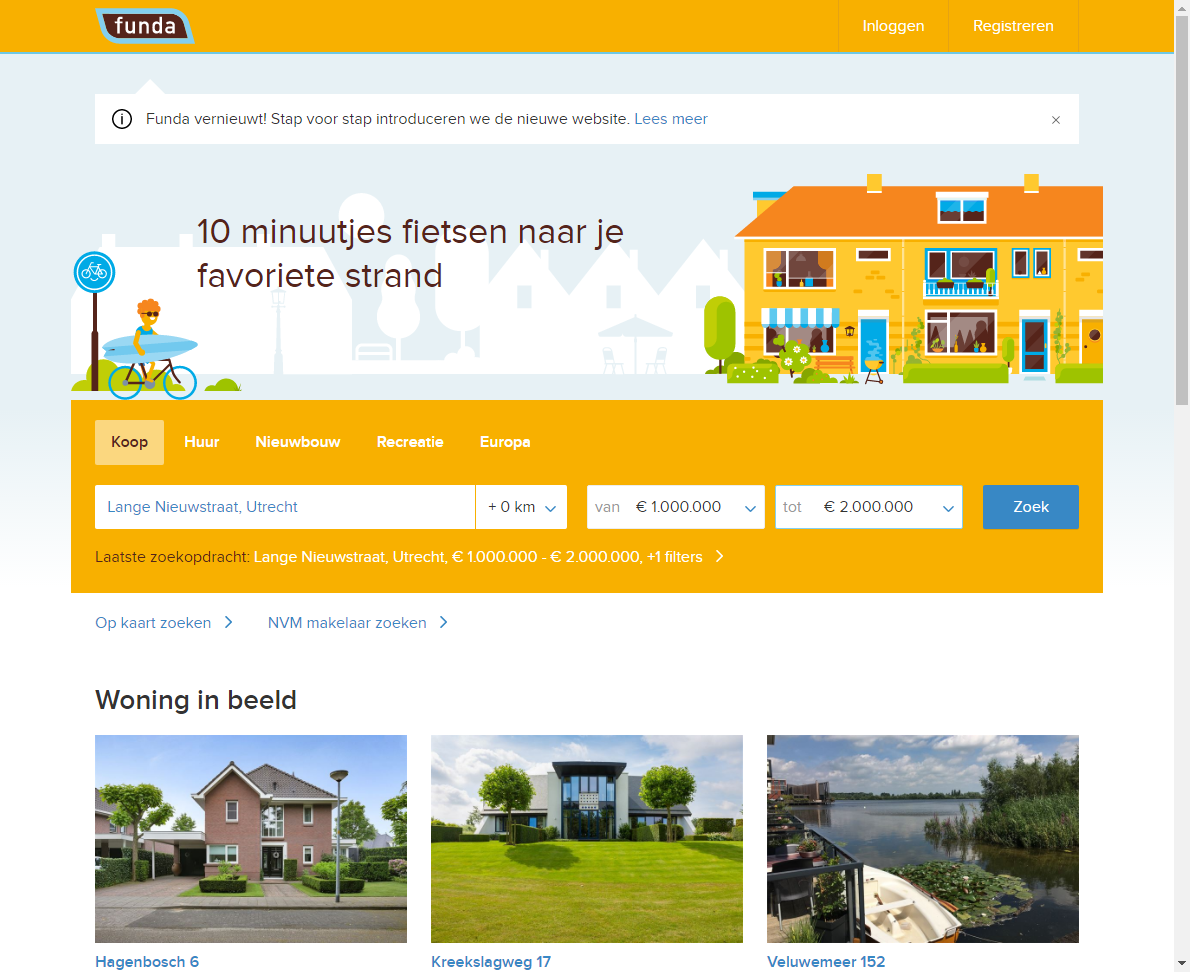 funda
Inloggen
Registreren
Funda vernieuwt! Stap voor stap introduceren we de nieuwe website. Lees meer
10 minuutjes fietsen naar je
favoriete strand
Koop
Huur
Nieuwbouw
Recreatie
Europa
Lange Nieuwstraat, Utrecht
+ 0 km
van € 1.000.000
tot € 2.000.000
Zoek
Laatste zoekopdracht: Lange Nieuwstraat, Utrecht, € 1.000.000 - € 2.000.000, +1 filters
Op kaart zoeken
NVM makelaar zoeken
Woning in beeld
Hagenbosch 6
Kreekslagweg 17
Veluwemeer 152